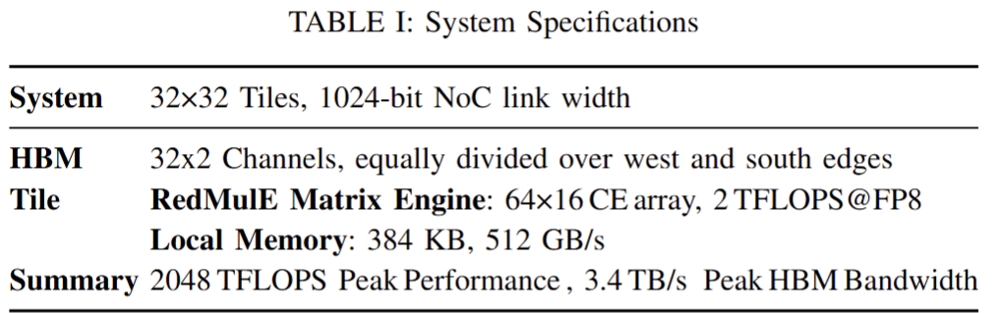 TABLE I: System Specifications
System 32×32 Tiles, 1024-bit NoC link width
HBM 32x2 Channels, equally divided over west and south edges
Tile RedMulE Matrix Engine: 64×16 CE array, 2 TFLOPS@FP8
Local Memory: 384 KB, 512 GB/s
Summary 2048 TFLOPS Peak Performance, 3.4 TB/s Peak HBM Bandwidth